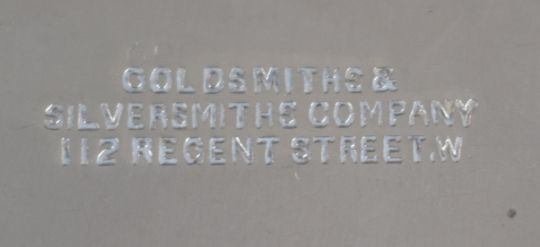 GOLDSMITHS &
SILVERSMITHS COMPANY
112 REGENT STREET.W